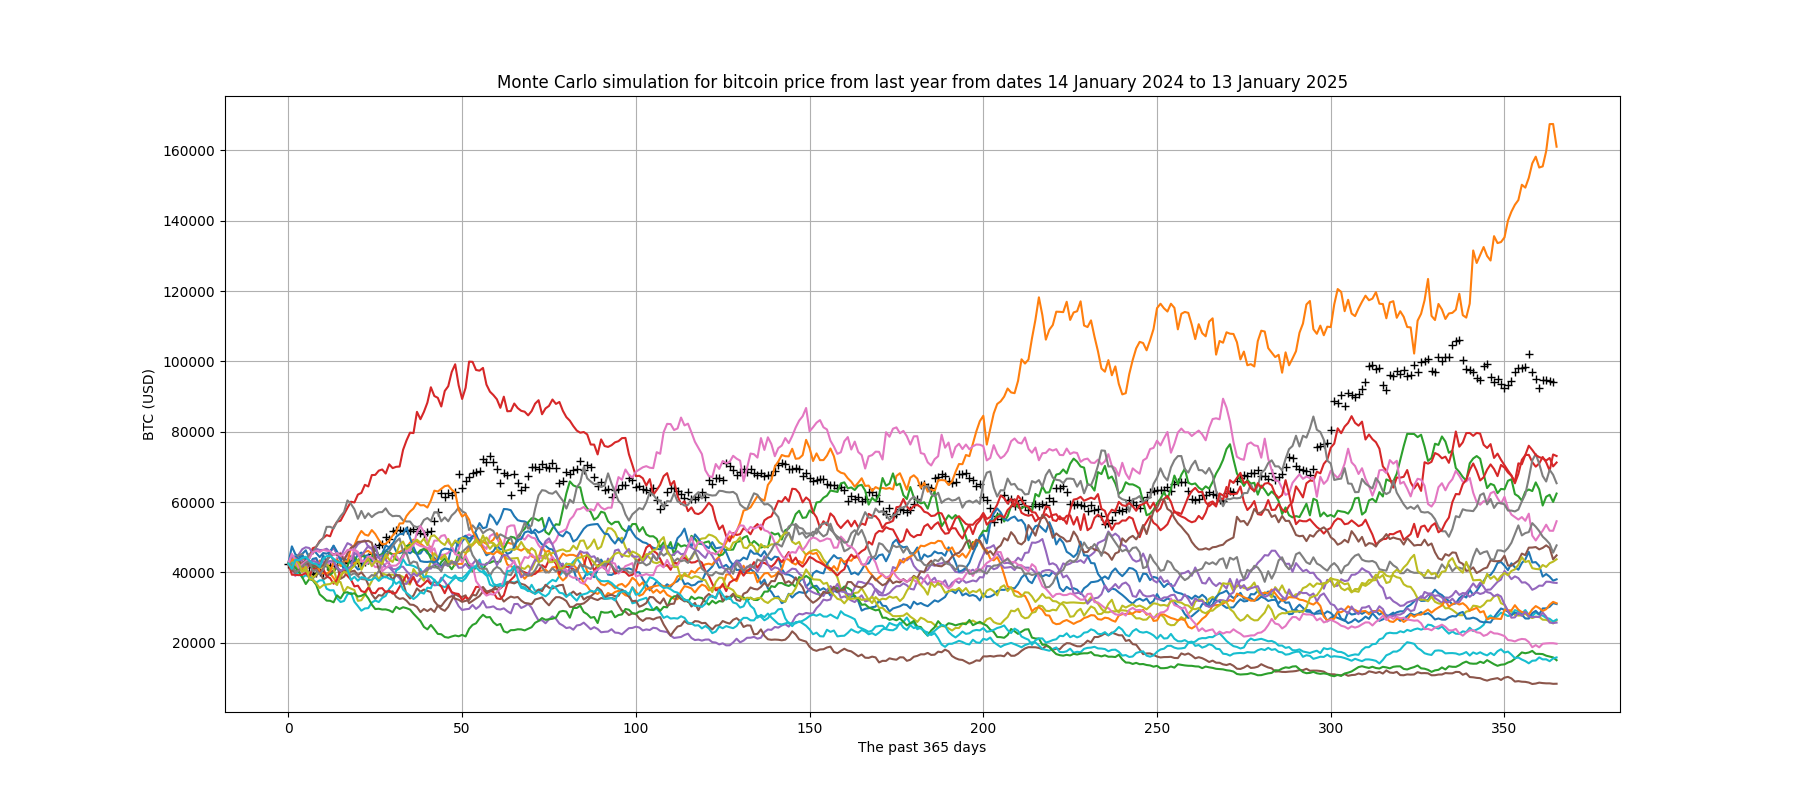 Monte Carlo simulation for bitcoin price from last year from dates 14 January 2024 to 13 January 2025
160000
140000
120000
100000
80000
60000
40000
20000
BTC (USD)
0 50 100 150 200 250 300 350
The past 365 days